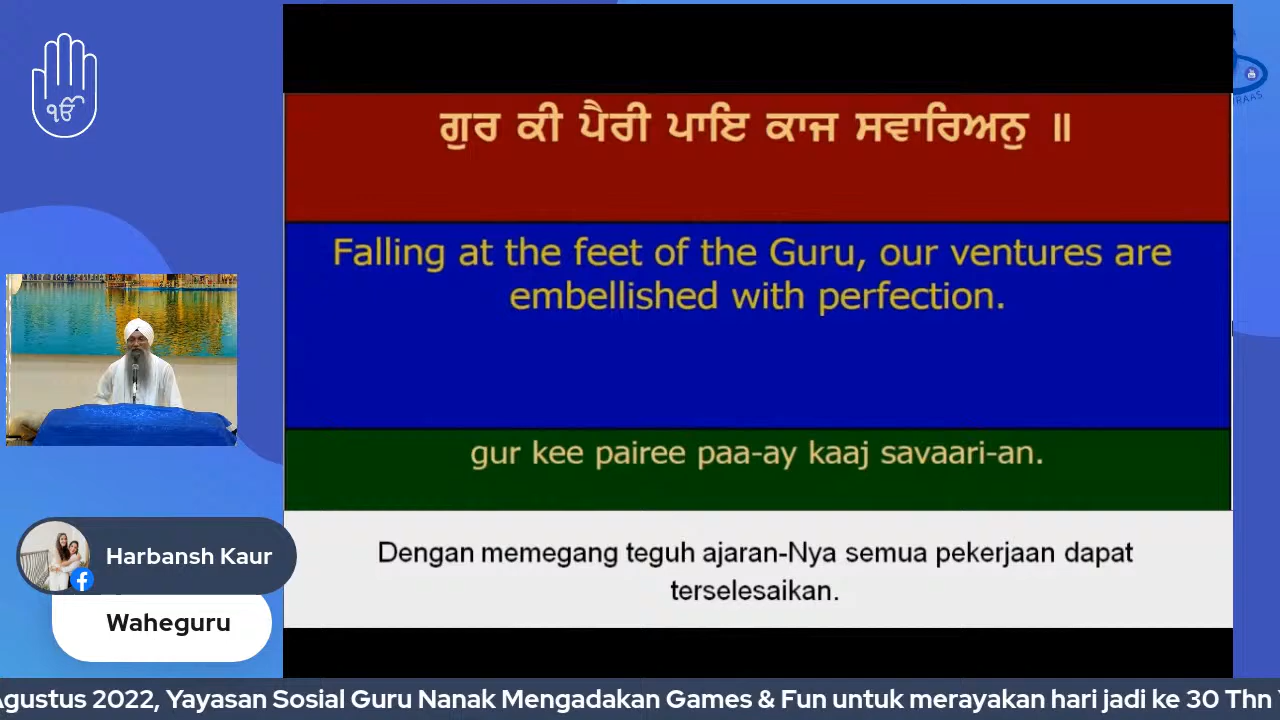 ੴ
IRAAS
ਗੁਰ ਕੀ ਪੈਰੀ ਪਾਇ ਕਾਜ ਸਵਾਰਿਅਨੁ ॥
Falling at the feet of the Guru, our ventures are
embellished with perfection.
gur kee pairee paa-ay kaaj savaari-an.
Dengan memegang teguh ajaran-Nya semua pekerjaan dapat
terselesaikan.
Harbansh Kaur
Waheguru
Agustus 2022, Yayasan Sosial Guru Nanak Mengadakan Games & Fun untuk merayakan hari jadi ke 30 Thn